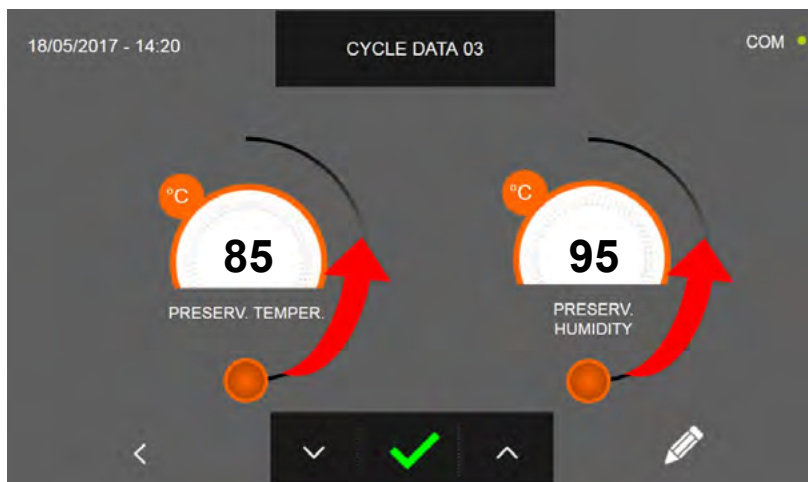 18/05/2017 - 14:20
CYCLE DATA 03
COM
°C
85
PRESERV. TEMPER.
°C
95
PRESERV.
HUMIDITY